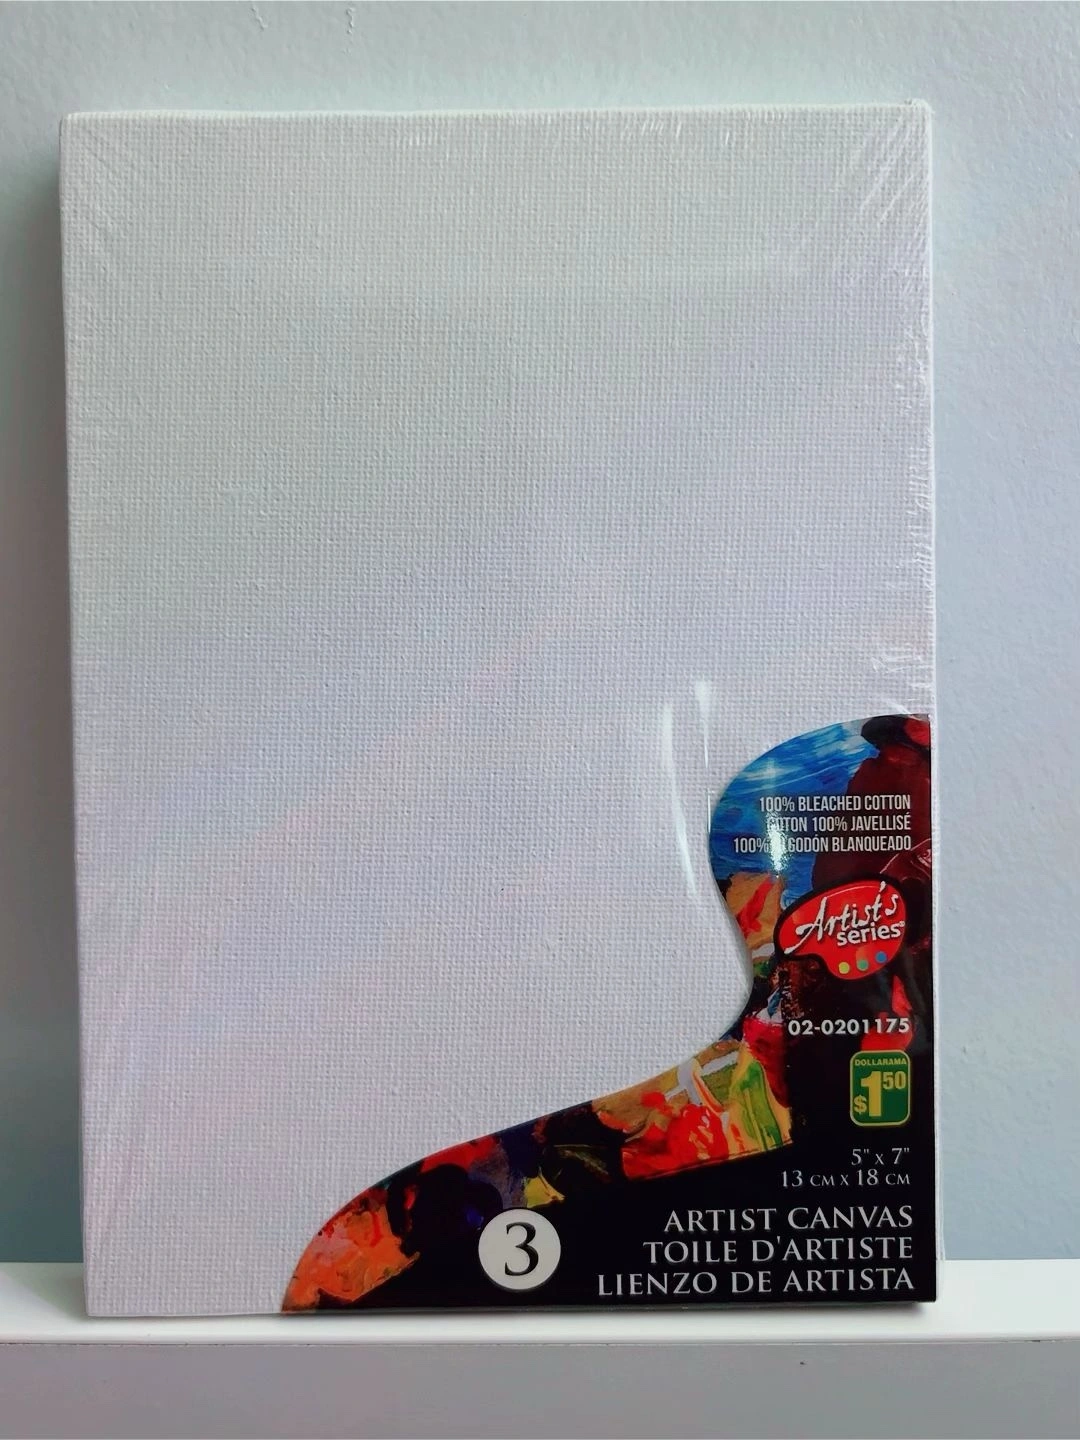 100% BLEACHED COTTON
COTON 100% JAVELLISÉ
100% ALGODÓN BLANQUEADO
Artist's
series®
02-0201175
DOLLARAMA
$1.50
5" x 7"
13 CM X 18 CM
3
ARTIST CANVAS
TOILE D'ARTISTE
LIENZO DE ARTISTA